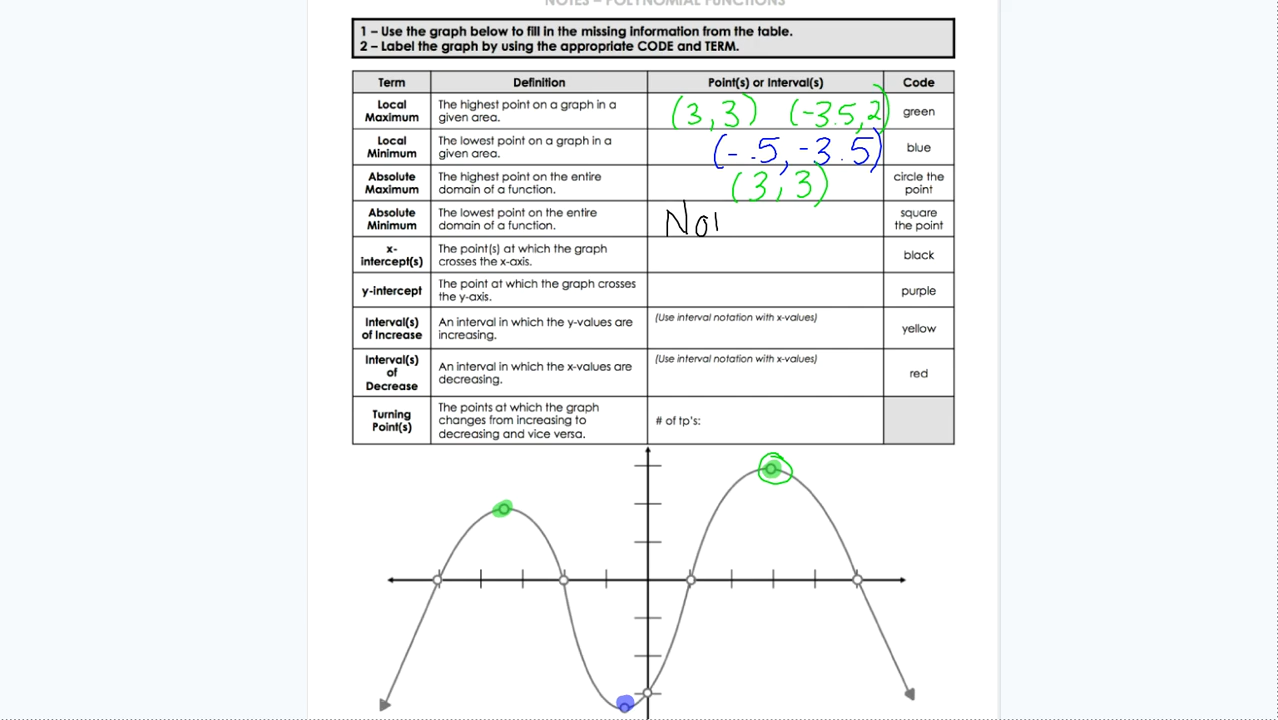 NOTES – POLYNOMIAL FUNCTIONS
1 – Use the graph below to fill in the missing information from the table.
2 – Label the graph by using the appropriate CODE and TERM.
Term Definition Point(s) or Interval(s) Code
Local Maximum The highest point on a graph in a given area. (3,3) (-3.5,2) green
Local Minimum The lowest point on a graph in a given area. (-.5,-3.5) blue
Absolute Maximum The highest point on the entire domain of a function. (3,3) circle the point
Absolute Minimum The lowest point on the entire domain of a function. No square the point
x-intercept(s) The point(s) at which the graph crosses the x-axis. black
y-intercept The point at which the graph crosses the y-axis. purple
Interval(s) of Increase An interval in which the y-values are increasing. (Use interval notation with x-values) yellow
Interval(s) of Decrease An interval in which the x-values are decreasing. (Use interval notation with x-values) red
Turning Point(s) The points at which the graph changes from increasing to decreasing and vice versa. # of tp's: